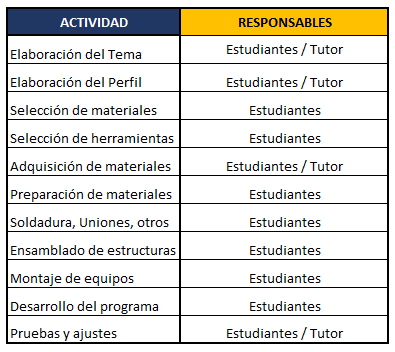 ACTIVIDAD RESPONSABLES
Elaboración del Tema Estudiantes / Tutor
Elaboración del Perfil Estudiantes / Tutor
Selección de materiales Estudiantes
Selección de herramientas Estudiantes
Adquisición de materiales Estudiantes / Tutor
Preparación de materiales Estudiantes
Soldadura, Uniones, otros Estudiantes
Ensamblado de estructuras Estudiantes
Montaje de equipos Estudiantes
Desarrollo del programa Estudiantes
Pruebas y ajustes Estudiantes / Tutor